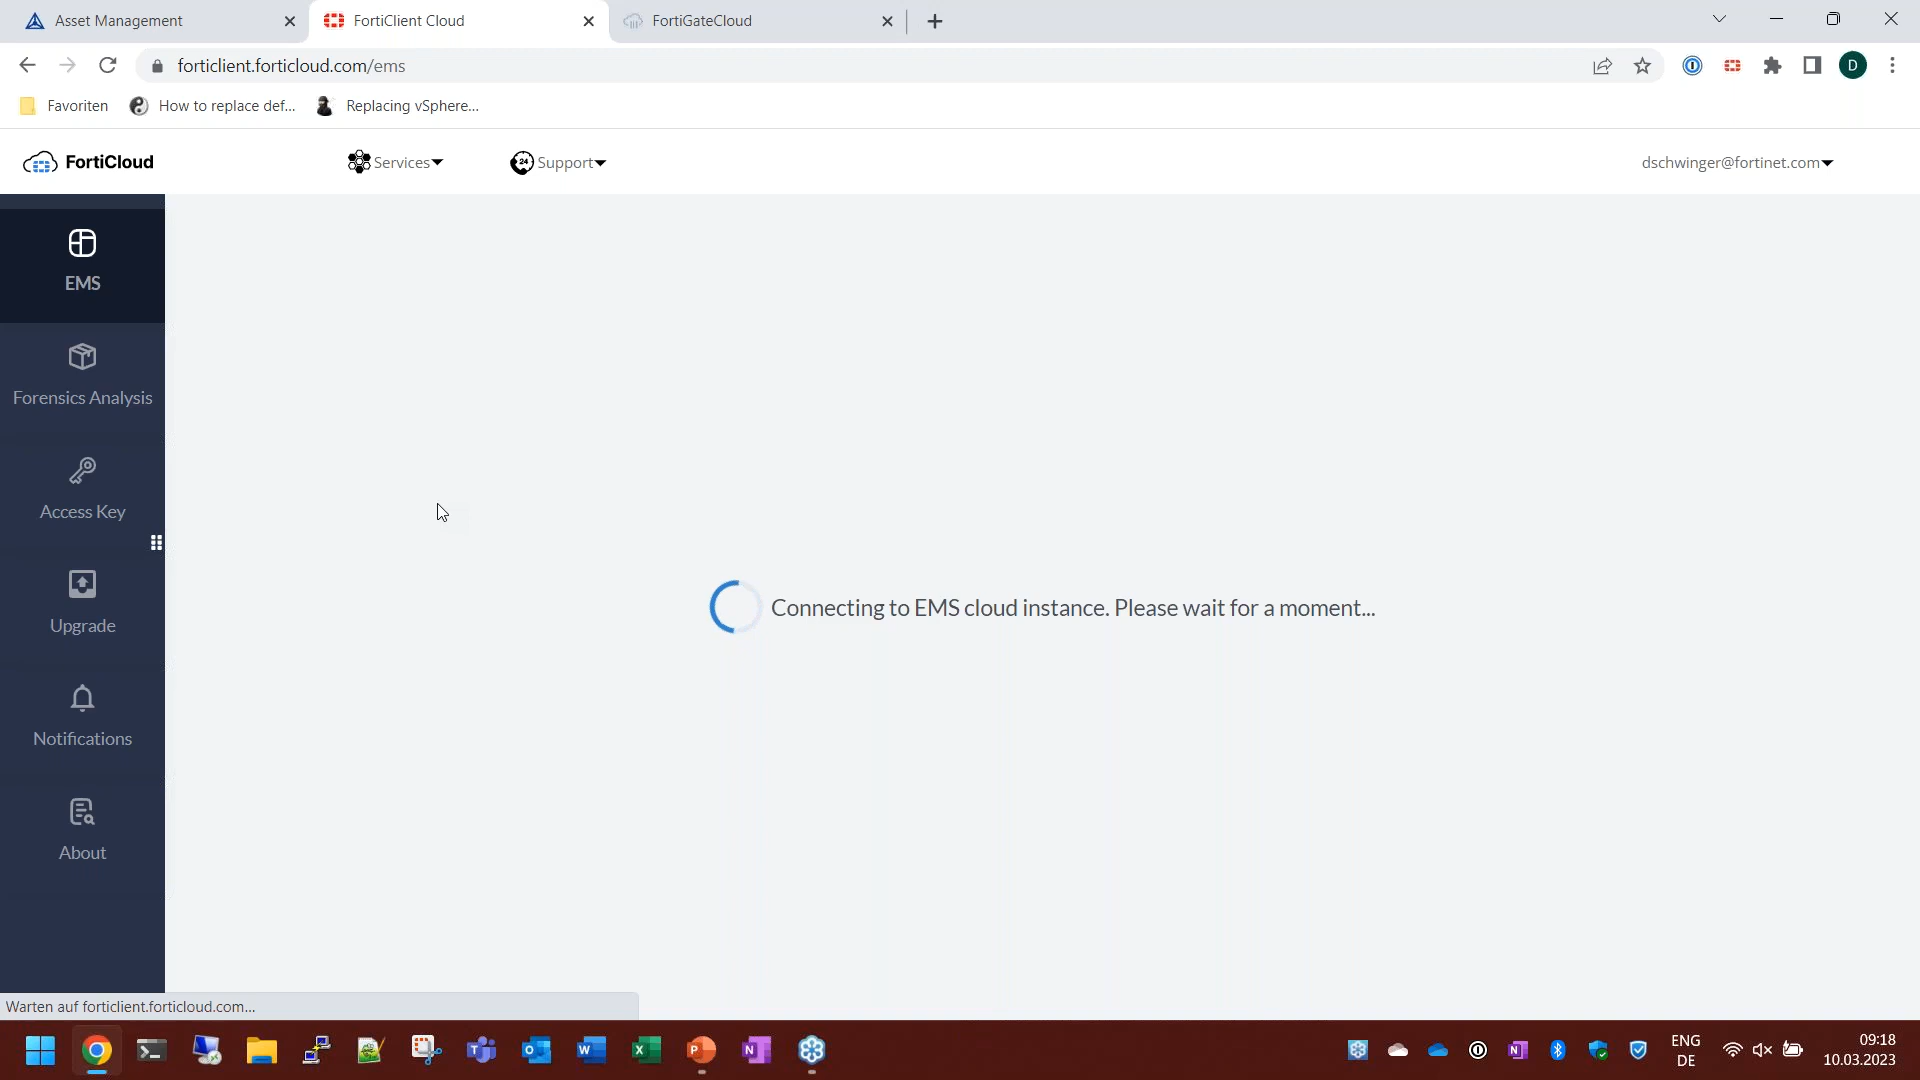 Asset Management
FortiClient Cloud
FortiGateCloud
forticlient.forticloud.com/ems
D
Favoriten
How to replace def...
Replacing vSphere...
FortiCloud
Services
24
Support
dschwinger@fortinet.com
EMS
Forensics Analysis
Access Key
Upgrade
Notifications
About
Connecting to EMS cloud instance. Please wait for a moment...
Warten auf forticlient.forticloud.com...
ENG
DE
09:18
10.03.2023